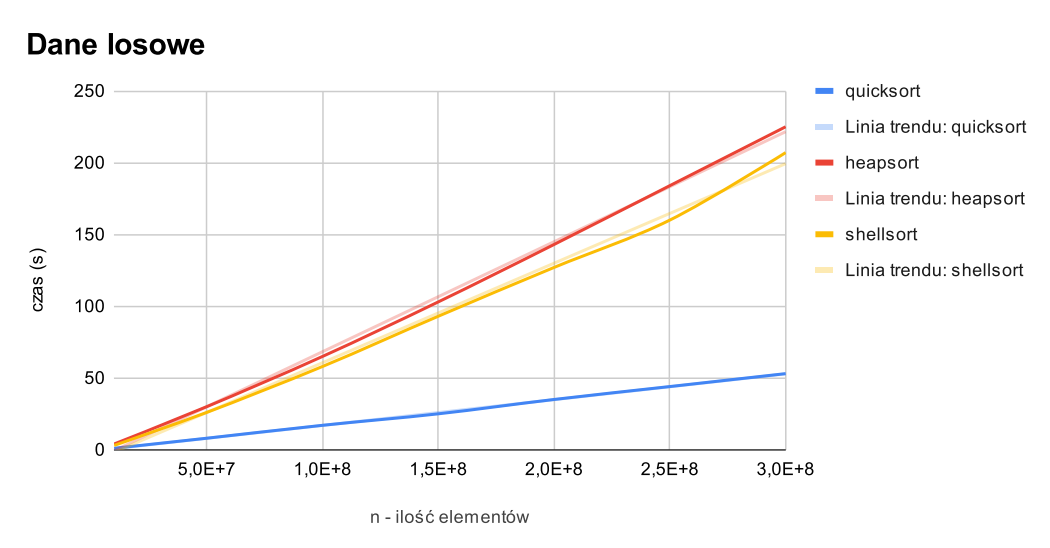 Dane losowe
250
200
150
100
50
0
czas (s)
5,0E+7 1,0E+8 1,5E+8 2,0E+8 2,5E+8 3,0E+8
n - ilość elementów
quicksort
Linia trendu: quicksort
heapsort
Linia trendu: heapsort
shellsort
Linia trendu: shellsort